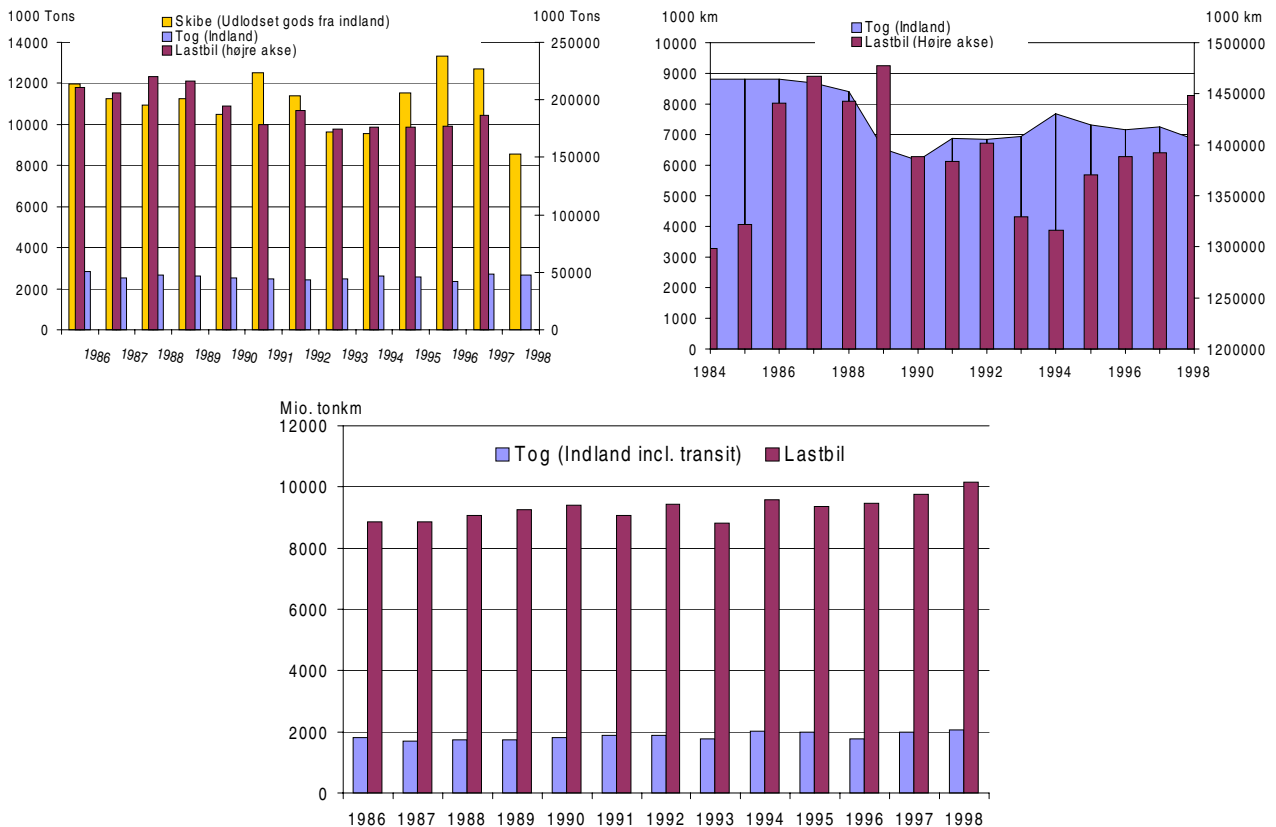 1000 Tons
Skibe (Udlodset gods fra indland)
Tog (Indland)
Lastbil (højre akse)
1000 Tons
14000
12000
10000
8000
6000
4000
2000
0
250000
200000
150000
100000
50000
0
1986 1987 1988 1989 1990 1991 1992 1993 1994 1995 1996 1997 1998
1000 km
Tog (Indland)
Lastbil (Højre akse)
1000 km
10000
9000
8000
7000
6000
5000
4000
3000
2000
1000
0
1500000
1450000
1400000
1350000
1300000
1250000
1200000
1984 1986 1988 1990 1992 1994 1996 1998
Mio. tonkm
Tog (Indland incl. transit) Lastbil
12000
10000
8000
6000
4000
2000
0
1986 1987 1988 1989 1990 1991 1992 1993 1994 1995 1996 1997 1998